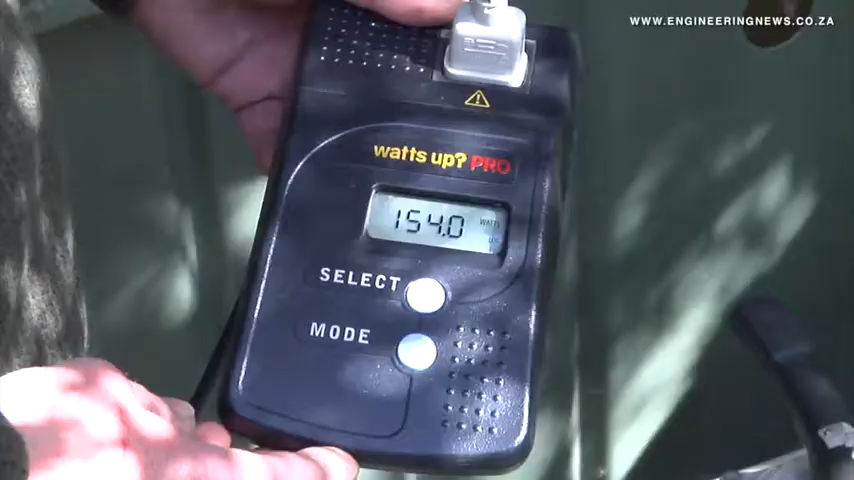 WWW.ENGINEERINGNEWS.CO.ZA
watts up? PRO
154.0 WATTS
SELECT
MODE